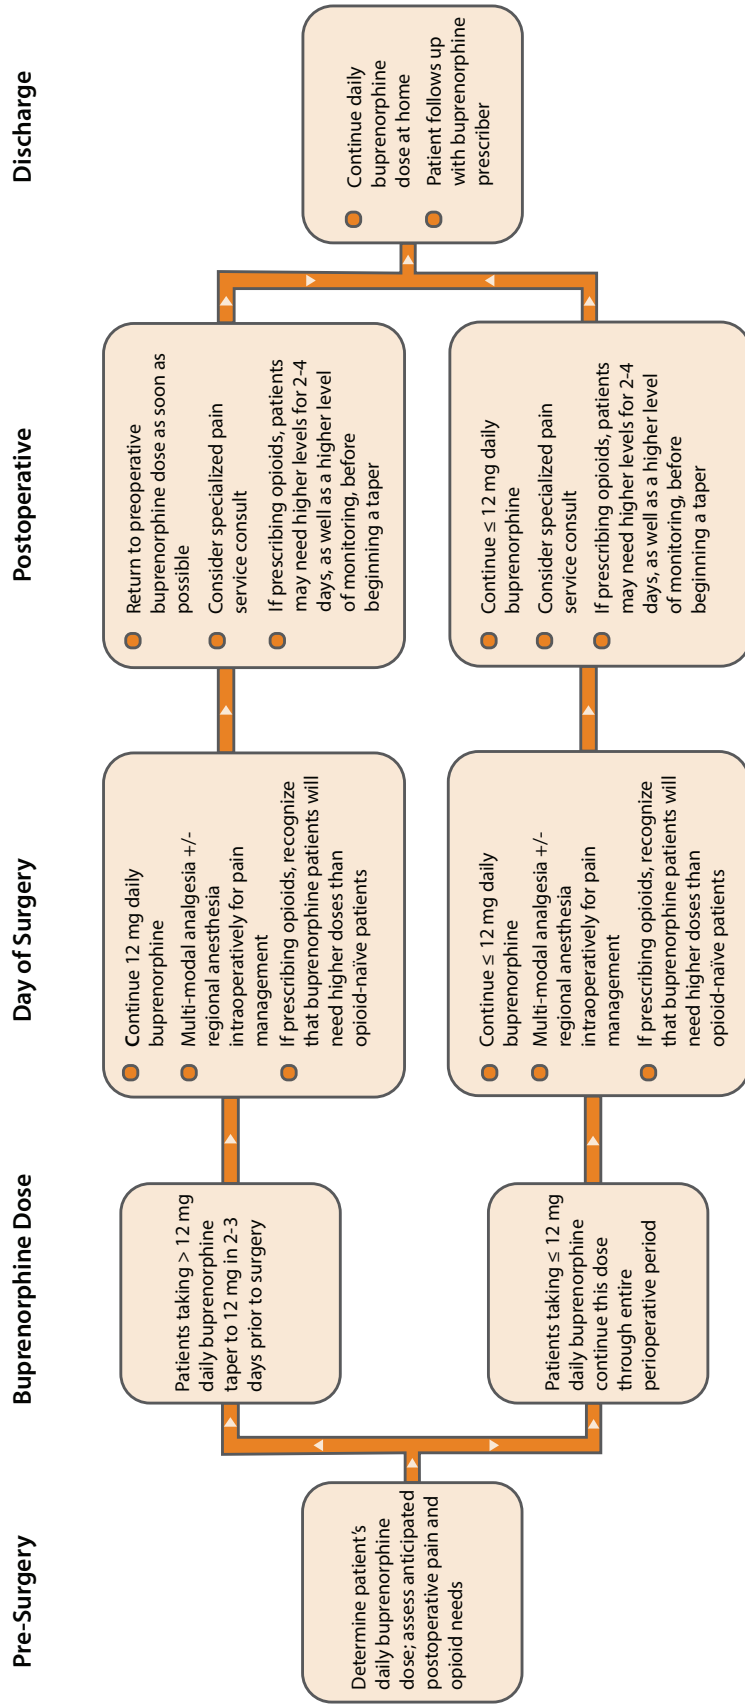 Pre-Surgery
Buprenorphine Dose
Day of Surgery
Postoperative
Discharge
Determine patient's
daily buprenorphine
dose; assess anticipated
postoperative pain and
opioid needs
Patients taking > 12 mg
daily buprenorphine
taper to 12 mg in 2-3
days prior to surgery
Continue 12 mg daily
buprenorphine
Multi-modal analgesia +/-
regional anesthesia
intraoperatively for pain
management
If prescribing opioids, recognize
that buprenorphine patients will
need higher doses than
opioid-naïve patients
Return to preoperative
buprenorphine dose as soon as
possible
Consider specialized pain
service consult
If prescribing opioids, patients
may need higher levels for 2-4
days, as well as a higher level
of monitoring, before
beginning a taper
Patients taking ≤ 12 mg
daily buprenorphine
continue this dose
through entire
perioperative period
Continue ≤ 12 mg daily
buprenorphine
Multi-modal analgesia +/-
regional anesthesia
intraoperatively for pain
management
If prescribing opioids, recognize
that buprenorphine patients will
need higher doses than
opioid-naïve patients
Continue ≤ 12 mg daily
buprenorphine
Consider specialized pain
service consult
If prescribing opioids, patients
may need higher levels for 2-4
days, as well as a higher level
of monitoring, before
beginning a taper
Continue daily
buprenorphine
dose at home
Patient follows up
with buprenorphine
prescriber